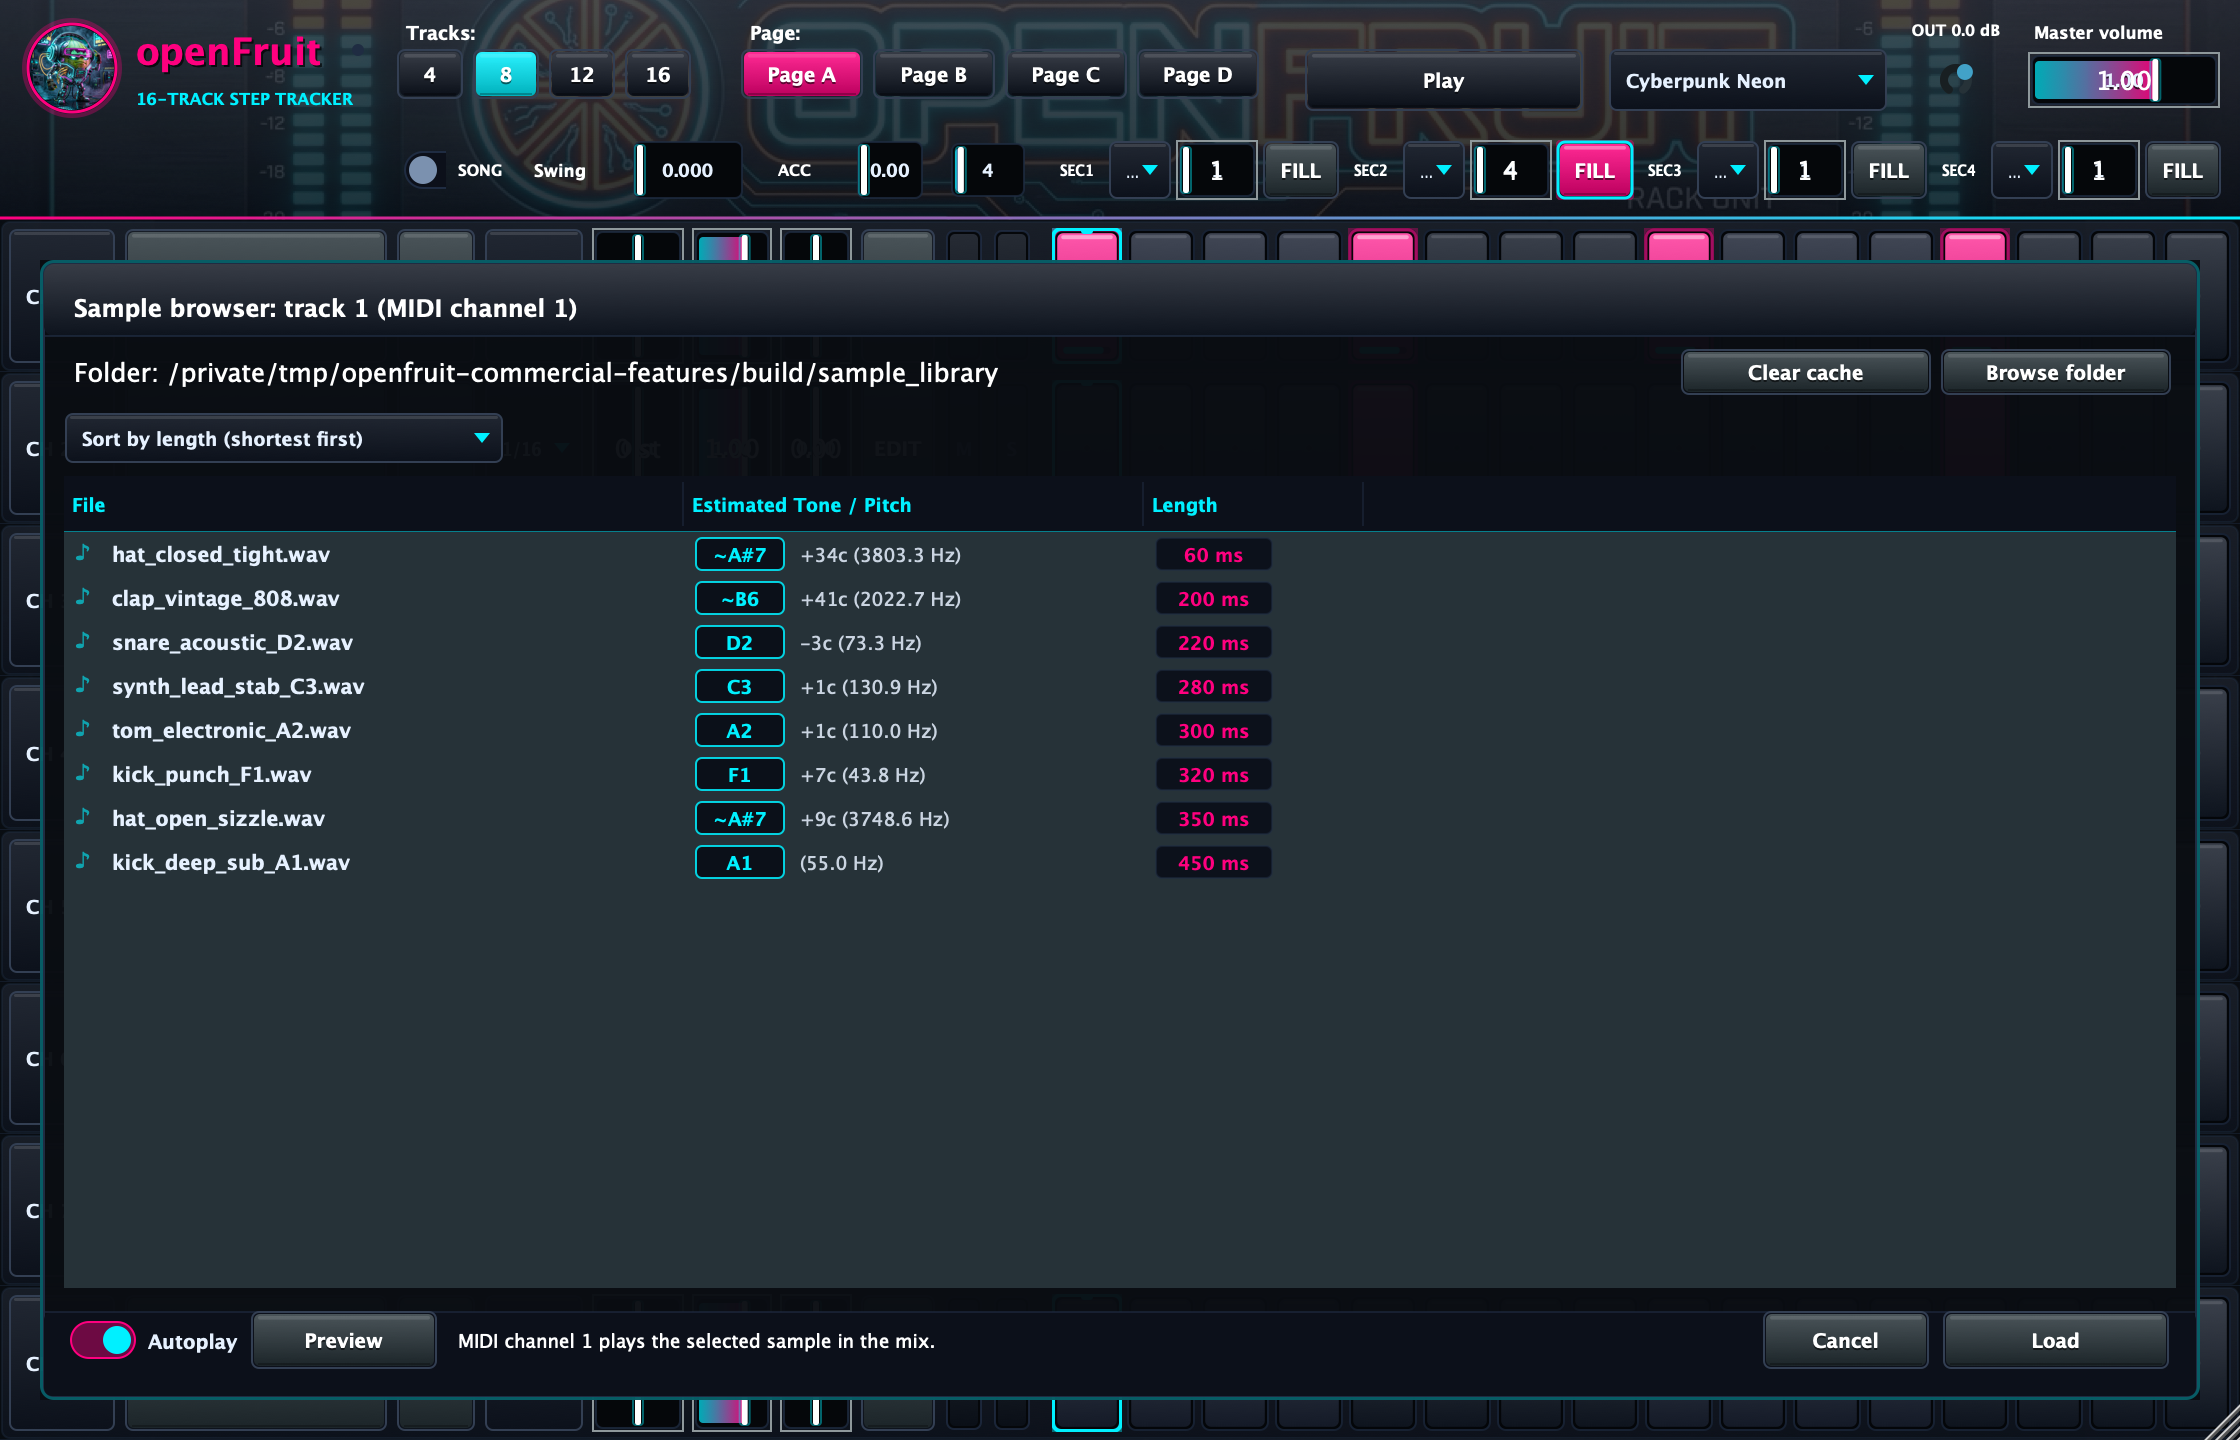 openFruit
16-TRACK STEP TRACKER
Tracks:
4 8 12 16
Page:
Page A Page B Page C Page D
Play
Cyberpunk Neon
OUT 0.0 dB
Master volume
1.00
SONG Swing 0.000 ACC 0.00 4 SEC1 ... 1 FILL SEC2 ... 4 FILL SEC3 ... 1 FILL SEC4 ... 1 FILL
Sample browser: track 1 (MIDI channel 1)
Folder: /private/tmp/openfruit-commercial-features/build/sample_library
Clear cache Browse folder
Sort by length (shortest first)
File Estimated Tone / Pitch Length
hat_closed_tight.wav ~A#7 +34c (3803.3 Hz) 60 ms
clap_vintage_808.wav ~B6 +41c (2022.7 Hz) 200 ms
snare_acoustic_D2.wav D2 -3c (73.3 Hz) 220 ms
synth_lead_stab_C3.wav C3 +1c (130.9 Hz) 280 ms
tom_electronic_A2.wav A2 +1c (110.0 Hz) 300 ms
kick_punch_F1.wav F1 +7c (43.8 Hz) 320 ms
hat_open_sizzle.wav ~A#7 +9c (3748.6 Hz) 350 ms
kick_deep_sub_A1.wav A1 (55.0 Hz) 450 ms
Autoplay Preview MIDI channel 1 plays the selected sample in the mix. Cancel Load